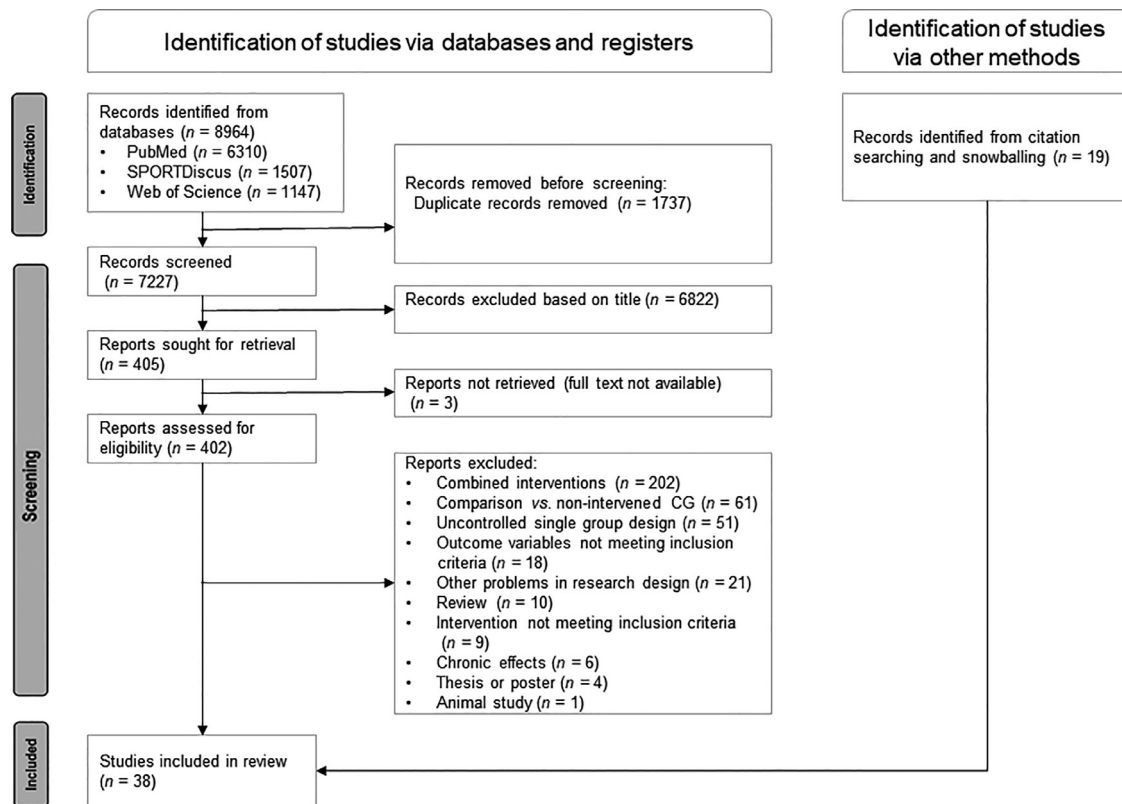 Identification of studies via databases and registers
Identification of studies
via other methods
Identification
Records identified from
databases (n = 8964)
• PubMed (n = 6310)
• SPORTDiscus (n = 1507)
• Web of Science (n = 1147)
Records removed before screening:
Duplicate records removed (n = 1737)
Records identified from citation
searching and snowballing (n = 19)
Screening
Records screened
(n = 7227)
Records excluded based on title (n = 6822)
Reports sought for retrieval
(n = 405)
Reports not retrieved (full text not available)
(n = 3)
Reports assessed for
eligibility (n = 402)
Reports excluded:
• Combined interventions (n = 202)
• Comparison vs. non-intervened CG (n = 61)
• Uncontrolled single group design (n = 51)
• Outcome variables not meeting inclusion
criteria (n = 18)
• Other problems in research design (n = 21)
• Review (n = 10)
• Intervention not meeting inclusion criteria
(n = 9)
• Chronic effects (n = 6)
• Thesis or poster (n = 4)
• Animal study (n = 1)
Included
Studies included in review
(n = 38)